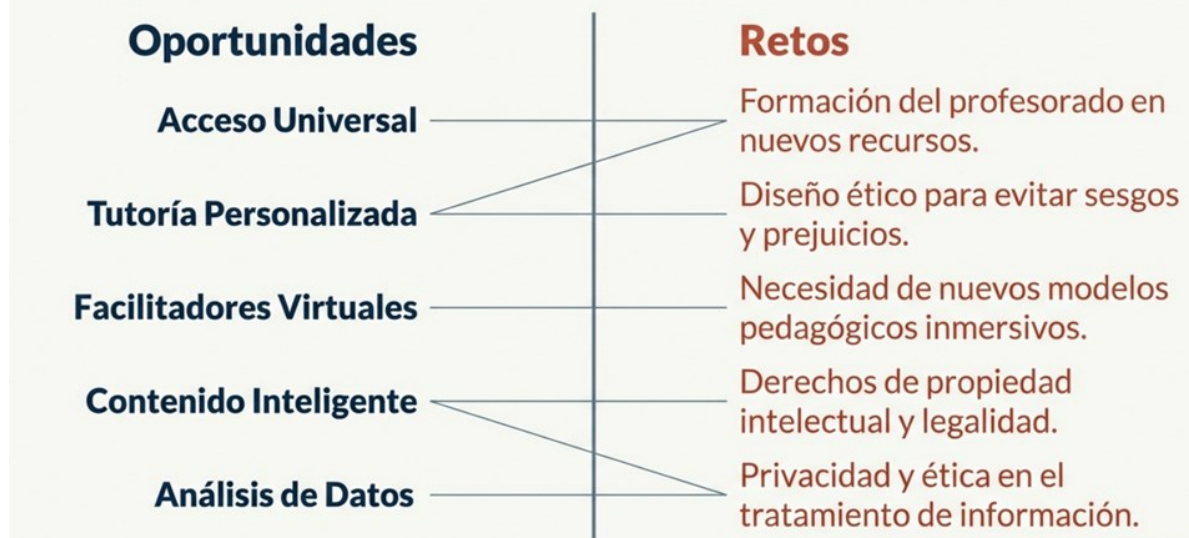 Oportunidades
Retos
Acceso Universal
Formación del profesorado en
nuevos recursos.
Tutoría Personalizada
Diseño ético para evitar sesgos
y prejuicios.
Facilitadores Virtuales
Necesidad de nuevos modelos
pedagógicos inmersivos.
Contenido Inteligente
Derechos de propiedad
intelectual y legalidad.
Análisis de Datos
Privacidad y ética en el
tratamiento de información.